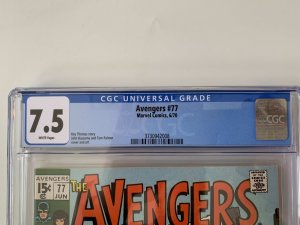 CGC UNIVERSAL GRADE
7.5
WHITE Pages
Avengers #77
Marvel Comics, 6/70
Roy Thomas story
John Buscema and Tom Palmer
cover and art
3730942008
CGC
AVENGERS
15¢ 77
JUN
THE AVENGERS